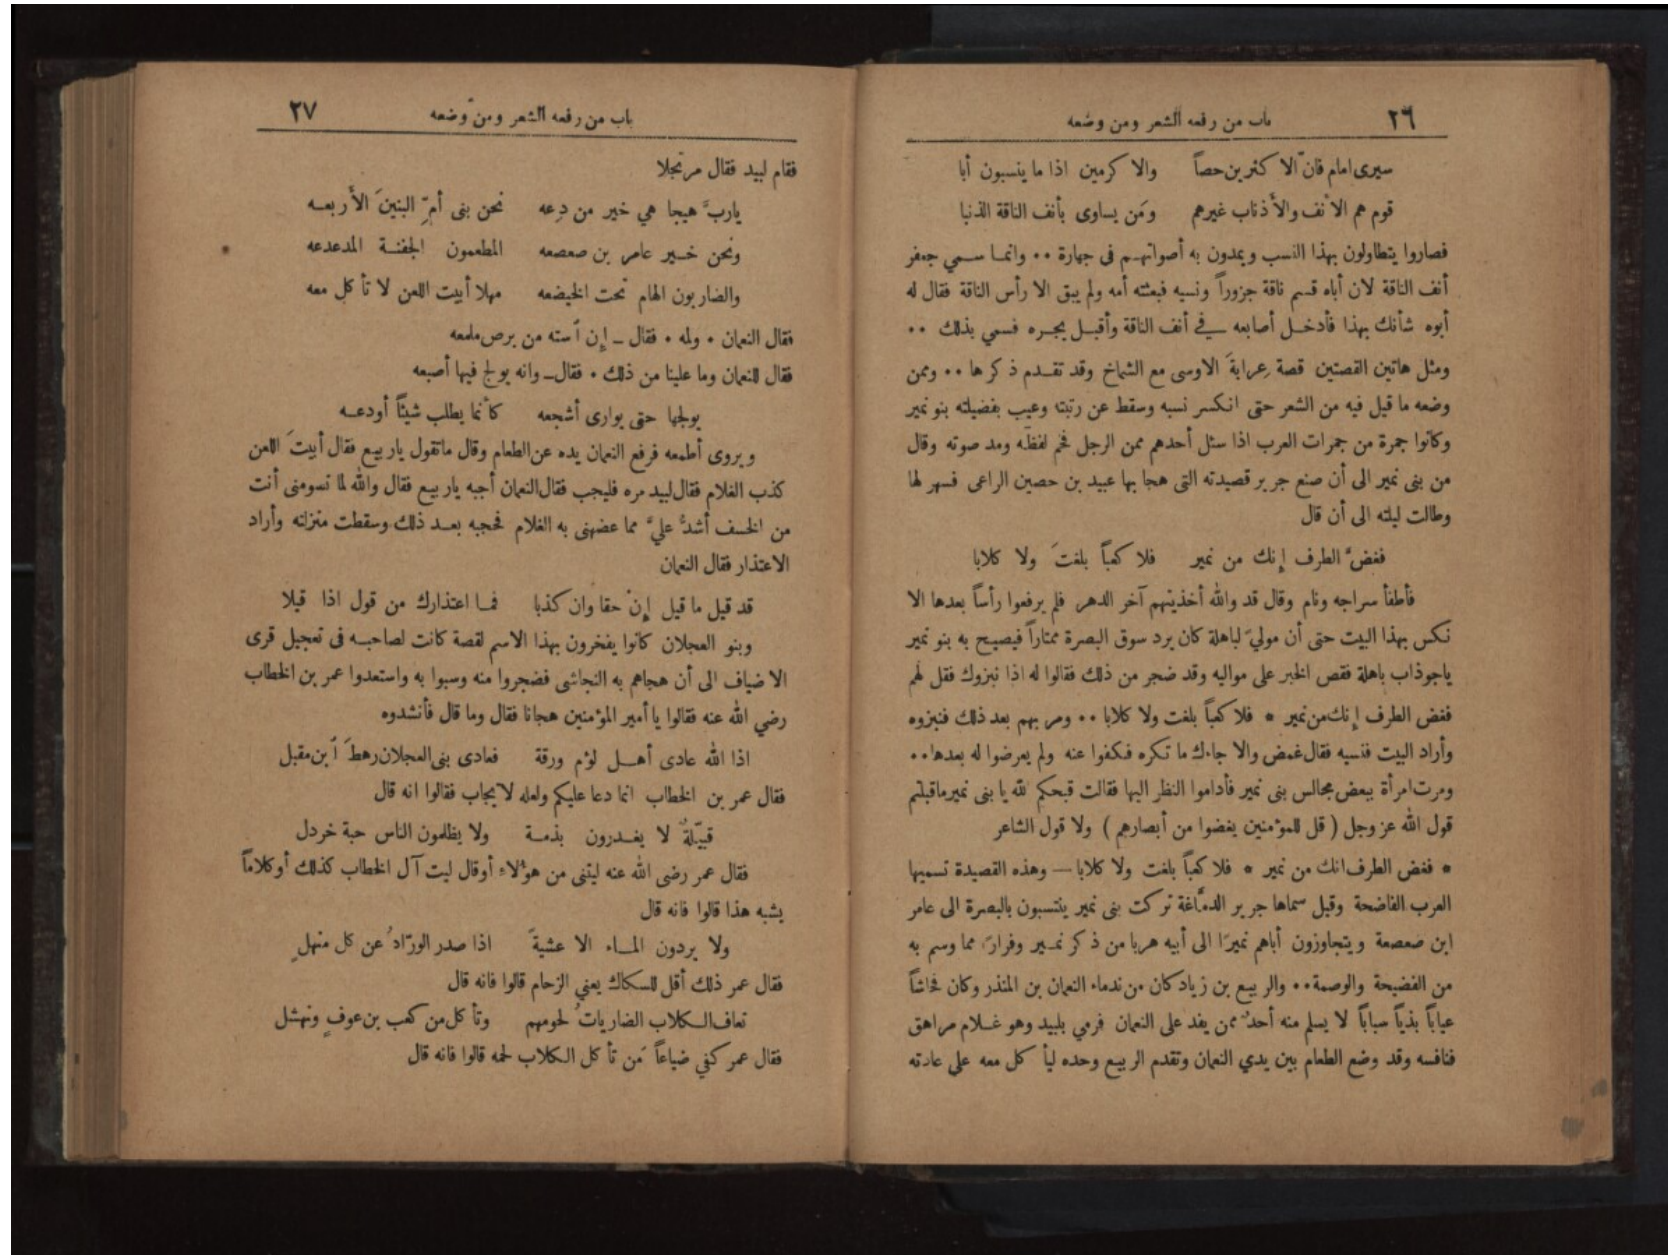 ٢٦
باب من رفعه الشعر ومن وضعه
سيرى امام فانّ الاكثرين حصاً والاكرمين اذا ما ينسبون أبا
قوم هم الأنف والأذناب غيرهم ومَن يساوى بأنف الناقة الذنبا
فصاروا يتطاولون بهذا النسب ويمدون به أصواتهم فى جهارة ٠٠ وانما سمي جعفر
أنف الناقة لان أباه قسم ناقة جزوراً ونسيه فبعثته أمه ولم يبق الا رأس الناقة فقال له
أبوه شأنك بهذا فأدخل أصابعه في أنف الناقة وأقبل يجره فسمي بذلك ٠٠
ومثل هاتين القصتين قصة عِرابةَ الاوسى مع الشماخ وقد تقدم ذكرها ٠٠ وممن
وضعه ما قيل فيه من الشعر حتى انكسر نسبه وسقط عن رتبته وعيب بفضيلته بنو نمير
وكانوا جمرة من جمرات العرب اذا سئل أحدهم ممن الرجل فخم لفظه ومد صوته وقال
من بنى نمير الى أن صنع جرير قصيدته التى هجا بها عبيد بن حصين الراعى فسهر لها
وطالت ليلته الى أن قال
فغضَّ الطرف إنك من نمير فلا كعباً بلغتَ ولا كلابا
فأطفأ سراجه ونام وقال قد والله أخذيتهم آخر الدهر فلم يرفعوا رأساً بعدها الا
نكس بهذا البيت حتى أن مولىً لباهلة كان يرد سوق البصرة ممتاراً فيصيح به بنو نمير
ياجوذاب باهلة فقص الخبر على مواليه وقد ضجر من ذلك فقالوا له اذا نبزوك فقل لهم
فغض الطرف إنك من نمير * فلا كعباً بلغت ولا كلابا ٠٠ ومر بهم بعد ذلك فنبزوه
وأراد البيت فنسيه فقال غمض والا جاءك ما تكره فكفوا عنه ولم يعرضوا له بعدها ٠٠
ومرت امرأة ببعض مجالس بنى نمير فأداموا النظر اليها فقالت قبحكم الله يا بنى نمير ماقبلتم
قول الله عز وجل ( قل للمؤمنين يغضوا من أبصارهم ) ولا قول الشاعر
* فغض الطرف انك من نمير * فلا كعباً بلغت ولا كلابا — وهذه القصيدة تسميها
العرب الفاضحة وقيل سماها جرير الدمّاغة تركت بنى نمير ينتسبون بالبصرة الى عامر
ابن صعصعة ويتجاوزون أباهم نميرًا الى أبيه هربا من ذكر نمير وفرارًا مما وسم به
من الفضيحة والوصمة ٠٠ والربيع بن زياد كان من ندماء النعمان بن المنذر وكان فحاشاً
عياباً بذياً سباباً لا يسلم منه أحدٌ ممن يفد على النعمان فرمي بلبيد وهو غلام مراهق
فنافسه وقد وضع الطعام بين يدي النعمان وتقدم الربيع وحده ليأكل معه على عادته
٢٧
باب من رفعه الشعر ومن وضعه
فقام لبيد فقال مرتجلا
ياربَّ هيجا هي خير من دعه نحن بنى أمِّ البنينَ الأربعه
ونحن خير عامر بن صعصعه المطعمون الجفنة المدعدعه
والضاربون الهام تحت الخيضعه مهلا أبيت اللعن لا تأكل معه
فقال النعمان ٠ ولمه ٠ فقال ــ إن استه من برص ملمعه
فقال للنعمان وما علينا من ذلك ٠ فقال ــ وانه يولج فيها أصبعه
يولجها حتى يوارى أشجعه كأنما يطلب شيئاً أودعه
ويروى أطمعه فرفع النعمان يده عن الطعام وقال ماتقول ياربيع فقال أبيتَ اللعن
كذب الغلام فقال لبيد مره فليجب فقال النعمان أجبه ياربيع فقال والله لما تسومنى أنت
من الخسف أشدُّ عليَّ مما عضهنى به الغلام فحجبه بعد ذلك وسقطت منزلته وأراد
الاعتذار فقال النعمان
قد قيل ما قيل إنْ حقا وان كذبا فما اعتذارك من قول اذا قيلا
وبنو العجلان كانوا يفخرون بهذا الاسم لقصة كانت لصاحبه فى تعجيل قرى
الاضياف الى أن هجاهم به النجاشى فضجروا منه وسبوا به واستعدوا عمر بن الخطاب
رضي الله عنه فقالوا يا أمير المؤمنين هجانا فقال وما قال فأنشدوه
اذا الله عادى أهل لؤم ورقة فعادى بنى العجلان رهطَ ابن مقبل
فقال عمر بن الخطاب انما دعا عليكم ولعله لايجاب فقالوا انه قال
قبيّلةٌ لا يغدرون بذمة ولا يظلمون الناس حبة خردل
فقال عمر رضى الله عنه ليتنى من هؤلاءِ أوقال ليت آل الخطاب كذلك أوكلاماً
يشبه هذا قالوا فانه قال
ولا يردون الماء الا عشيةً اذا صدر الورّادُ عن كل منهلٍ
فقال عمر ذلك أقل للسكاك يعني الزحام قالوا فانه قال
تعاف الكلاب الضارياتُ لحومهم وتأكل من كعب بن عوفٍ ونهشل
فقال عمر كفي ضياعاً مَن تأكل الكلاب لحمه قالوا فانه قال